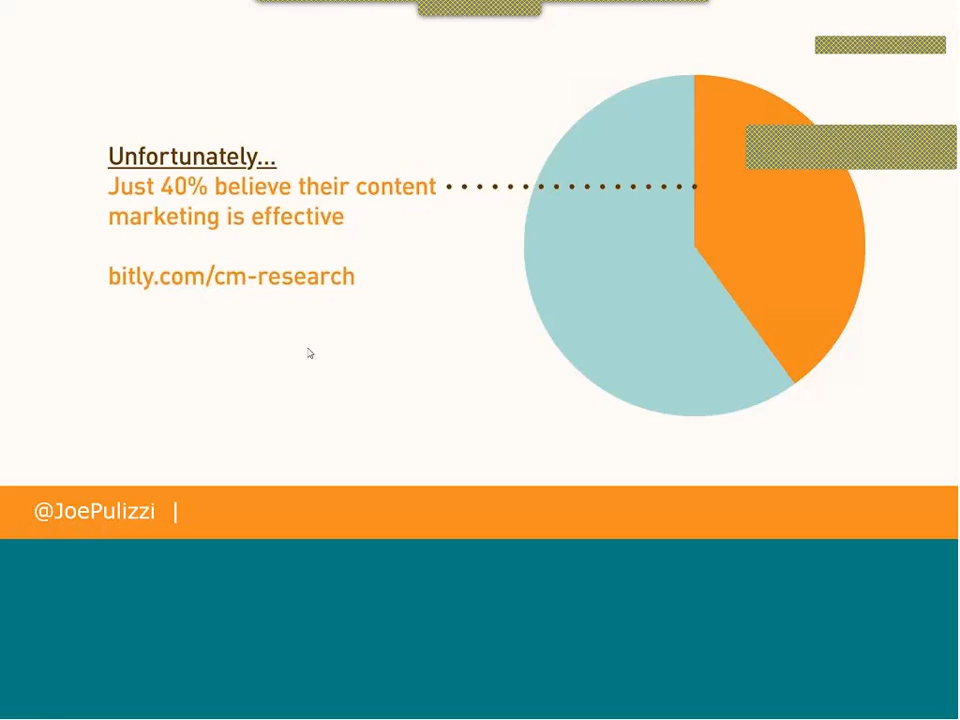 Unfortunately...
Just 40% believe their content
marketing is effective
bitly.com/cm-research
@JoePulizzi |